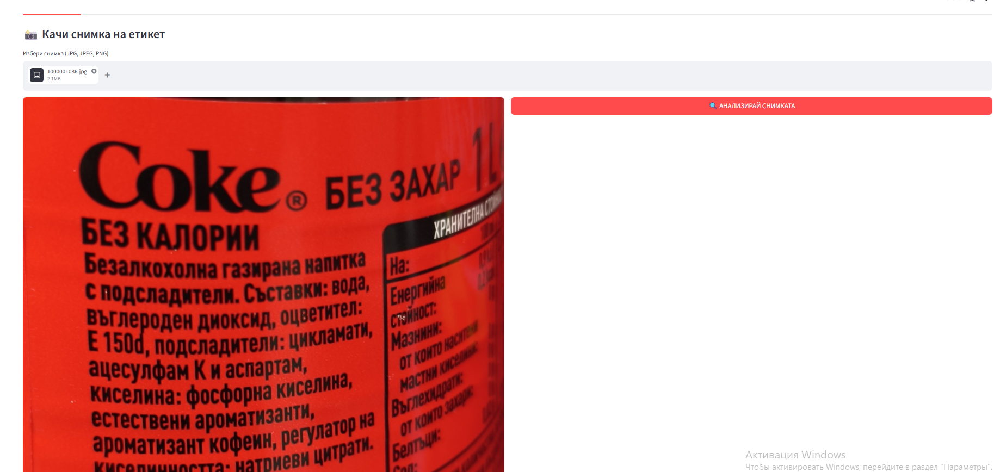 Качи снимка на етикет
Избери снимка (JPG, JPEG, PNG)
1000001086.jpg
2.1MB
АНАЛИЗИРАЙ СНИМКАТА
Coke® БЕЗ ЗАХАР 1L
БЕЗ КАЛОРИИ
Безалкохолна газирана напитка
с подсладители. Съставки: вода,
въглероден диоксид, оцветител:
Е 150d, подсладители: цикламати,
ацесулфам К и аспартам,
киселина: фосфорна киселина,
естествени ароматизанти,
ароматизант кофеин, регулатор на
киселинността: натриеви цитрати.
ХРАНИТЕЛНА
На:
Енергийна
стойност:
Мазнини:
от които наситени
мастни киселини:
Въглехидрати:
от които захари:
Белтъци:
Сол:
Активация Windows
Чтобы активировать Windows, перейдите в раздел "Параметры".